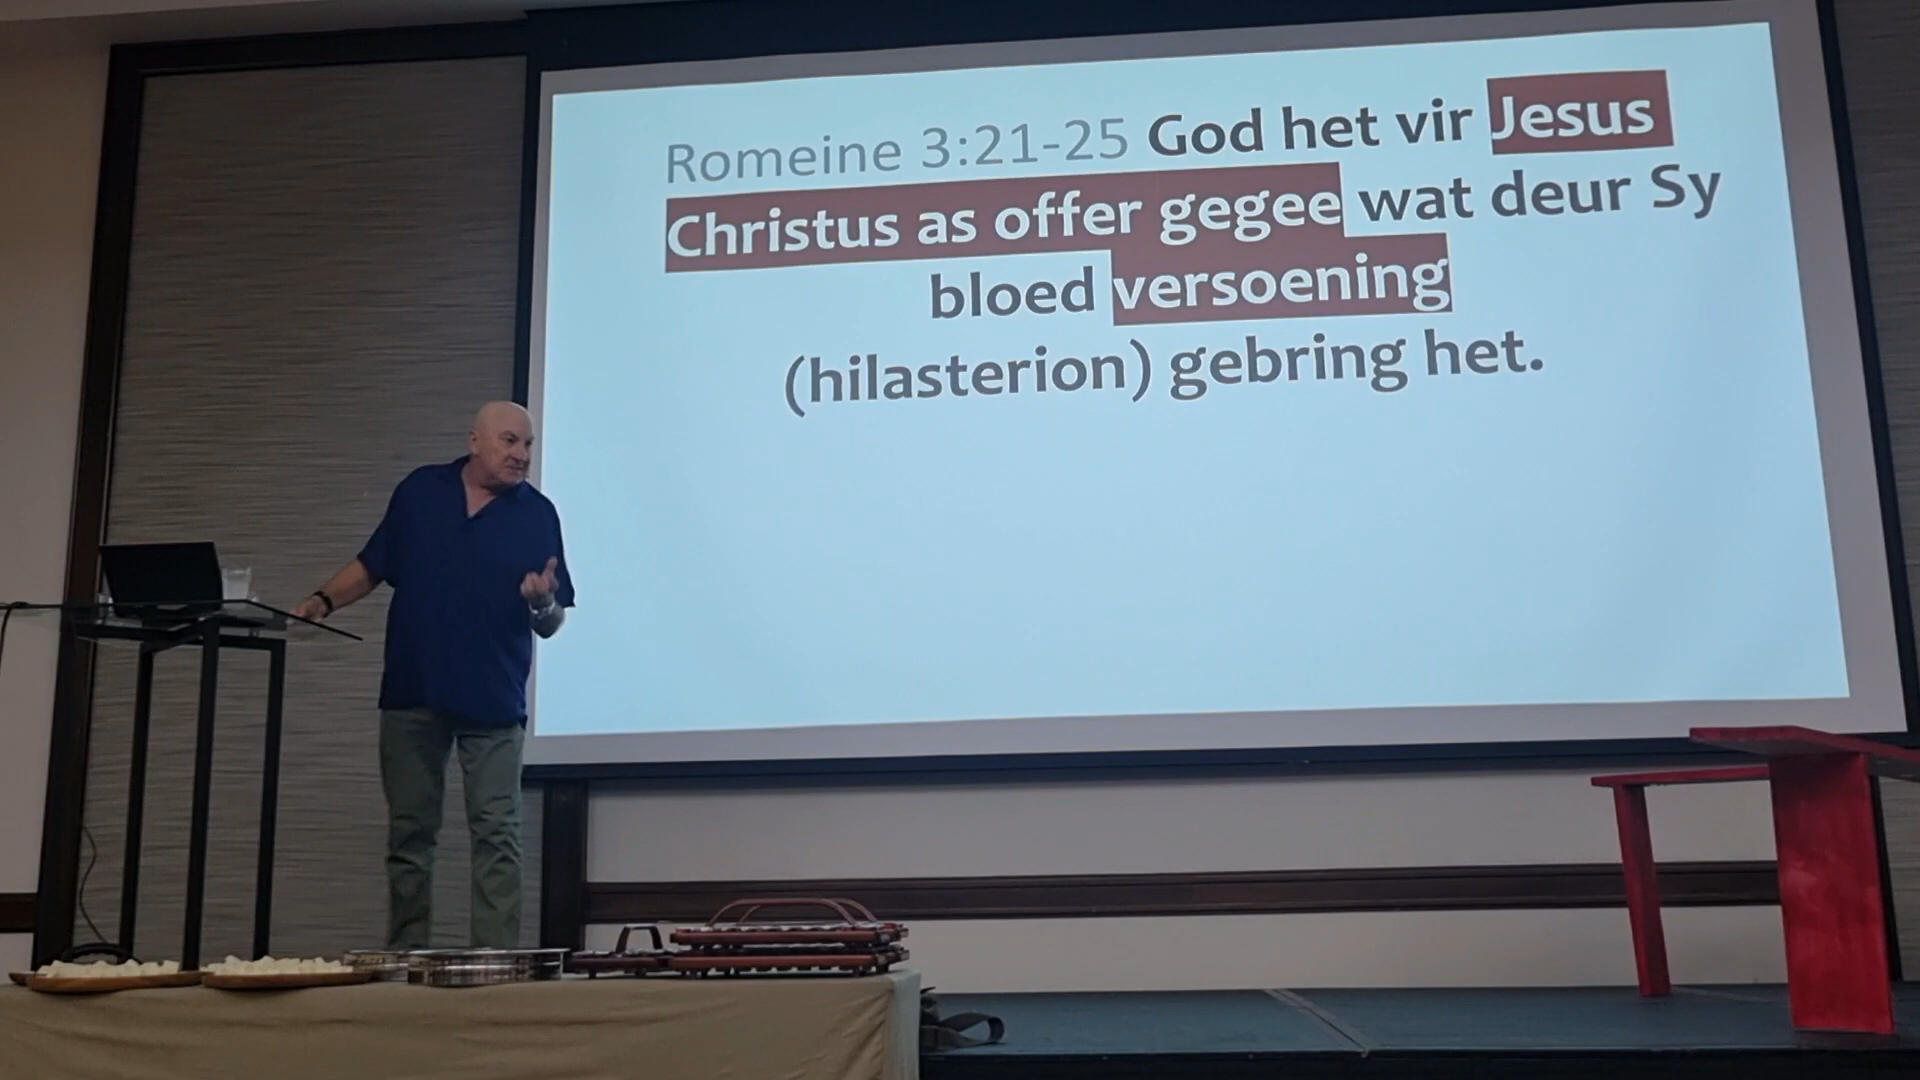 Romeine 3:21-25 God het vir Jesus
Christus as offer gegee wat deur Sy
bloed versoening
(hilasterion) gebring het.